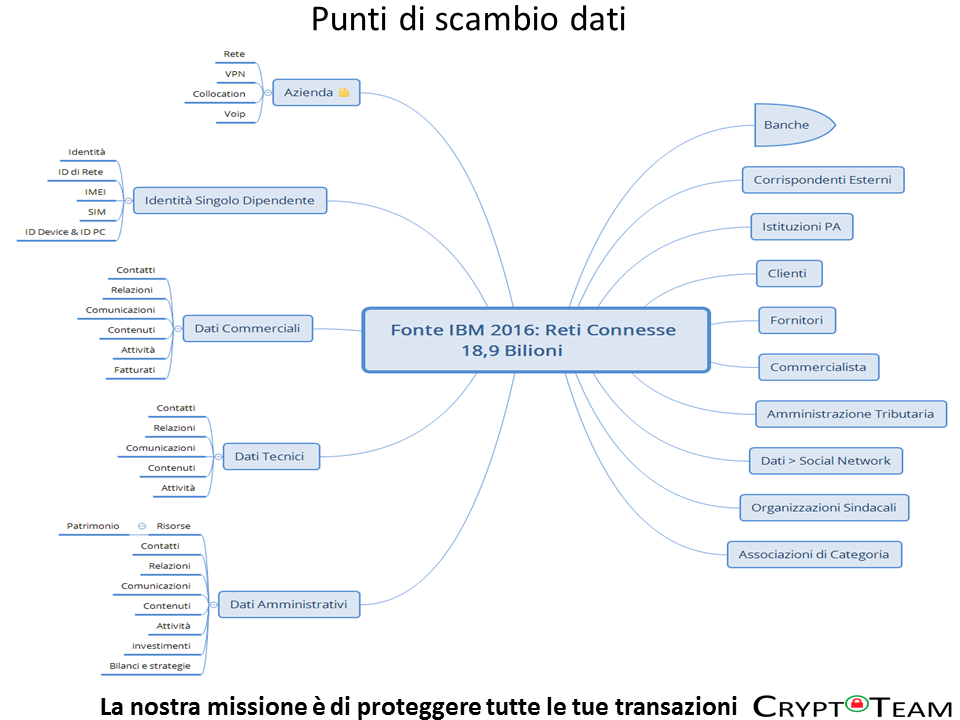 Punti di scambio dati
Rete
VPN
Collocation
Voip
Azienda
Identità
ID di Rete
IMEI
SIM
ID Device & ID PC
Identità Singolo Dipendente
Contatti
Relazioni
Comunicazioni
Contenuti
Attività
Fatturati
Dati Commerciali
Contatti
Relazioni
Comunicazioni
Contenuti
Attività
Dati Tecnici
Patrimonio
Risorse
Contatti
Relazioni
Comunicazioni
Contenuti
Attività
investimenti
Bilanci e strategie
Dati Amministrativi
Fonte IBM 2016: Reti Connesse
18,9 Bilioni
Banche
Corrispondenti Esterni
Istituzioni PA
Clienti
Fornitori
Commercialista
Amministrazione Tributaria
Dati > Social Network
Organizzazioni Sindacali
Associazioni di Categoria
La nostra missione è di proteggere tutte le tue transazioni
CRYPTOTEAM